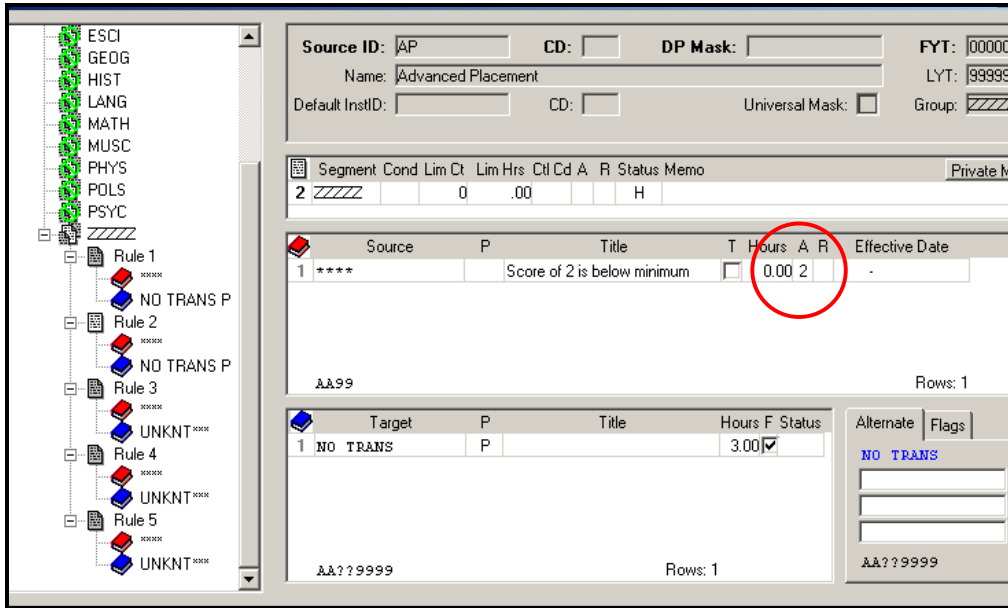 ESCI
GEOG
HIST
LANG
MATH
MUSC
PHYS
POLS
PSYC
ZZZZZ
Rule 1
****
NO TRANS P
Rule 2
****
NO TRANS P
Rule 3
****
UNKNT***
Rule 4
****
UNKNT***
Rule 5
****
UNKNT***
Source ID: AP CD: DP Mask: FYT: 00000
Name: Advanced Placement LYT: 99999
Default InstID: CD: Universal Mask: Group: ZZZZ
Segment Cond Lim Ct Lim Hrs Ctl Cd A R Status Memo Private M
2 ZZZZZ 0 .00 H
Source P Title T Hours A R Effective Date
1 **** Score of 2 is below minimum 0.00 2 -
AA99 Rows: 1
Target P Title Hours F Status
1 NO TRANS P 3.00
AA??9999 Rows: 1
Alternate Flags
NO TRANS
AA??9999